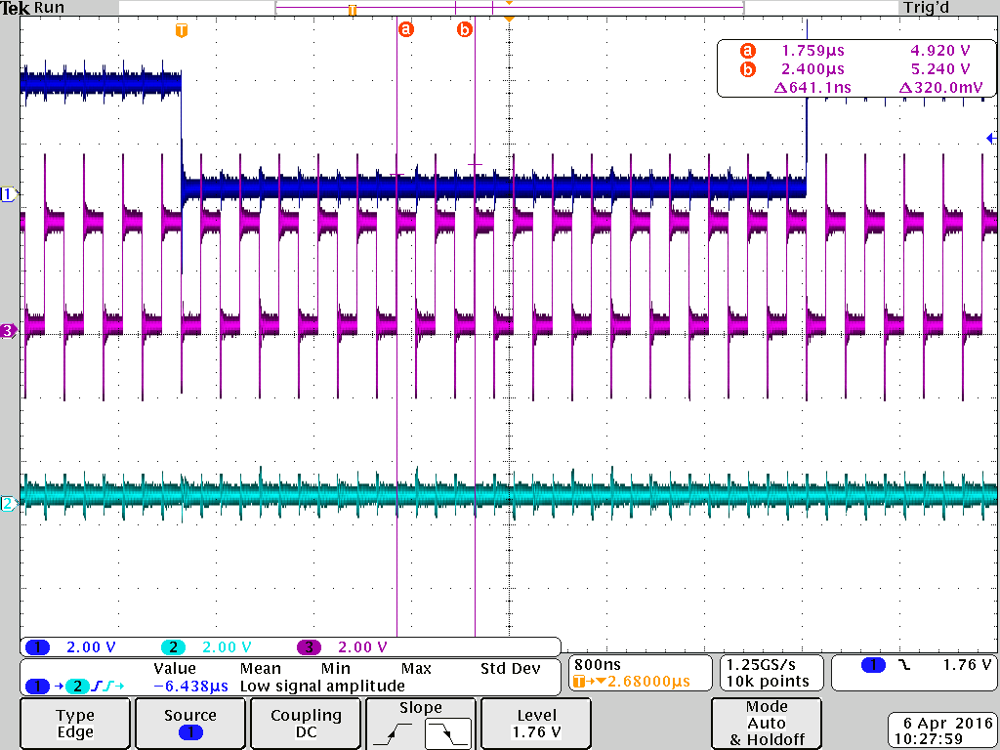 Tek Run Trig'd
T
T a b
a 1.759µs 4.920 V
b 2.400µs 5.240 V
Δ641.1ns Δ320.0mV
1
3
2
1 2.00 V 2 2.00 V 3 2.00 V
Value Mean Min Max Std Dev
1 → 2 −6.438µs Low signal amplitude
800ns
T→▼2.68000µs
1.25GS/s
10k points
1 1.76 V
Type
Edge
Source
1
Coupling
DC
Slope
Level
1.76 V
Mode
Auto
& Holdoff
6 Apr 2016
10:27:59